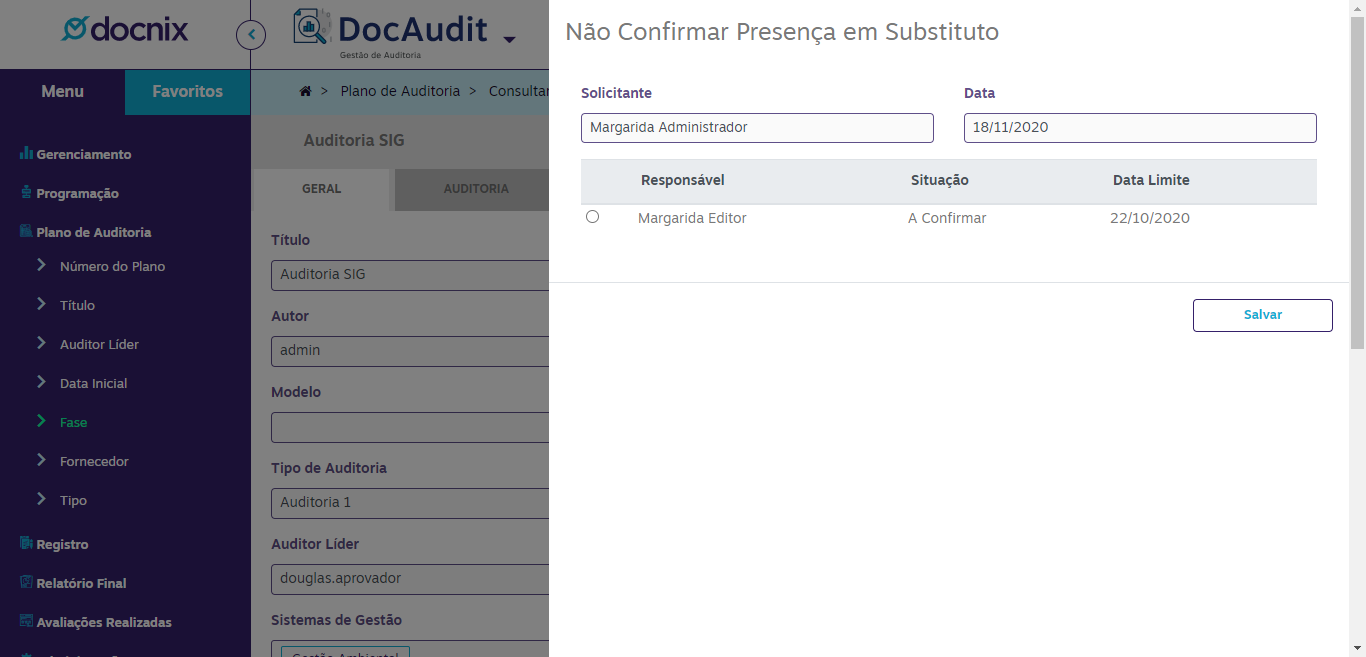 docnix
DocAudit
Gestão de Auditoria
Menu
Favoritos
> Plano de Auditoria > Consultar
Gerenciamento
Programação
Plano de Auditoria
Número do Plano
Título
Auditor Líder
Data Inicial
Fase
Fornecedor
Tipo
Registro
Relatório Final
Avaliações Realizadas
Auditoria SIG
GERAL
AUDITORIA
Título
Auditoria SIG
Autor
admin
Modelo
Tipo de Auditoria
Auditoria 1
Auditor Líder
douglas.aprovador
Sistemas de Gestão
Gestão Ambiental
Não Confirmar Presença em Substituto
Solicitante
Data
Margarida Administrador
18/11/2020
Responsável Situação Data Limite
Margarida Editor A Confirmar 22/10/2020
Salvar